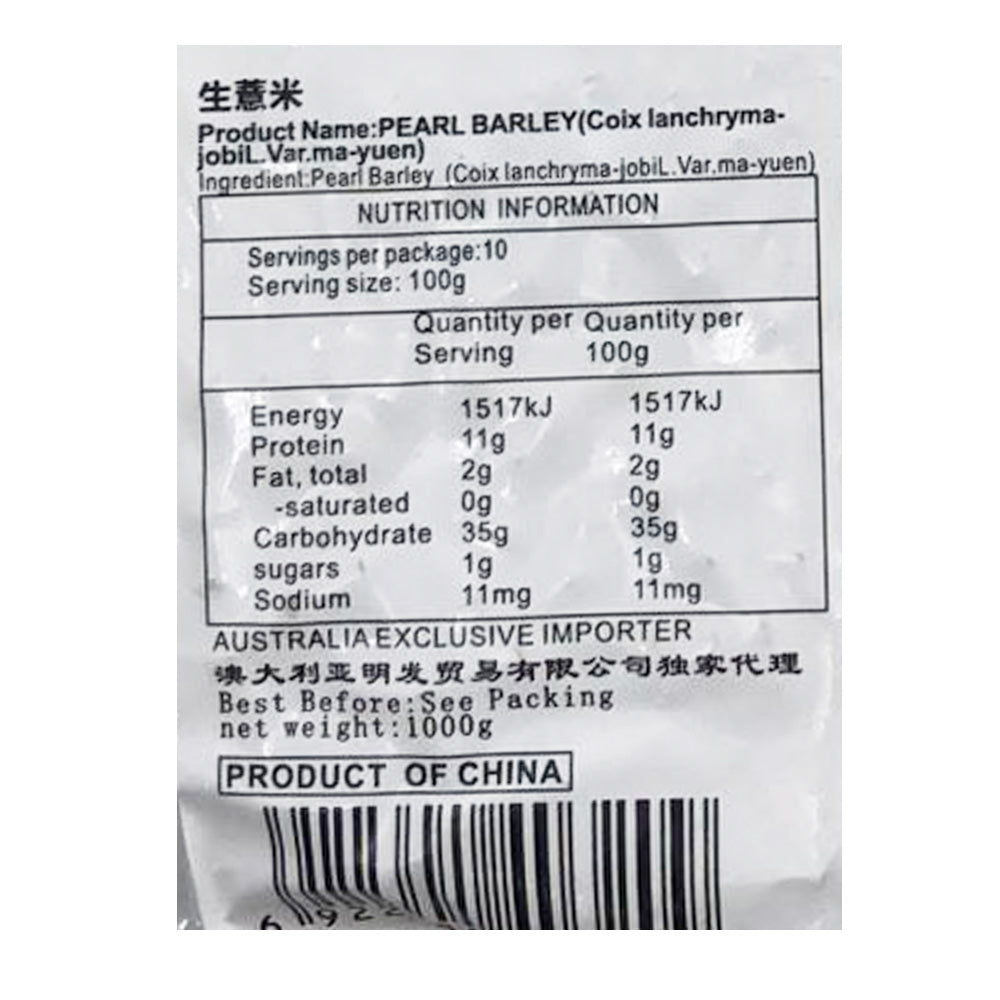 生薏米
Product Name:PEARL BARLEY(Coix lanchryma-
jobiL.Var.ma-yuen)
Ingredient:Pearl Barley (Coix lanchryma-jobiL.Var.ma-yuen)
NUTRITION INFORMATION
Servings per package:10
Serving size: 100g
Quantity per Quantity per
Serving 100g
Energy 1517kJ 1517kJ
Protein 11g 11g
Fat, total 2g 2g
-saturated 0g 0g
Carbohydrate 35g 35g
sugars 1g 1g
Sodium 11mg 11mg
AUSTRALIA EXCLUSIVE IMPORTER
澳大利亚明发贸易有限公司独家代理
Best Before:See Packing
net weight:1000g
PRODUCT OF CHINA
6 922